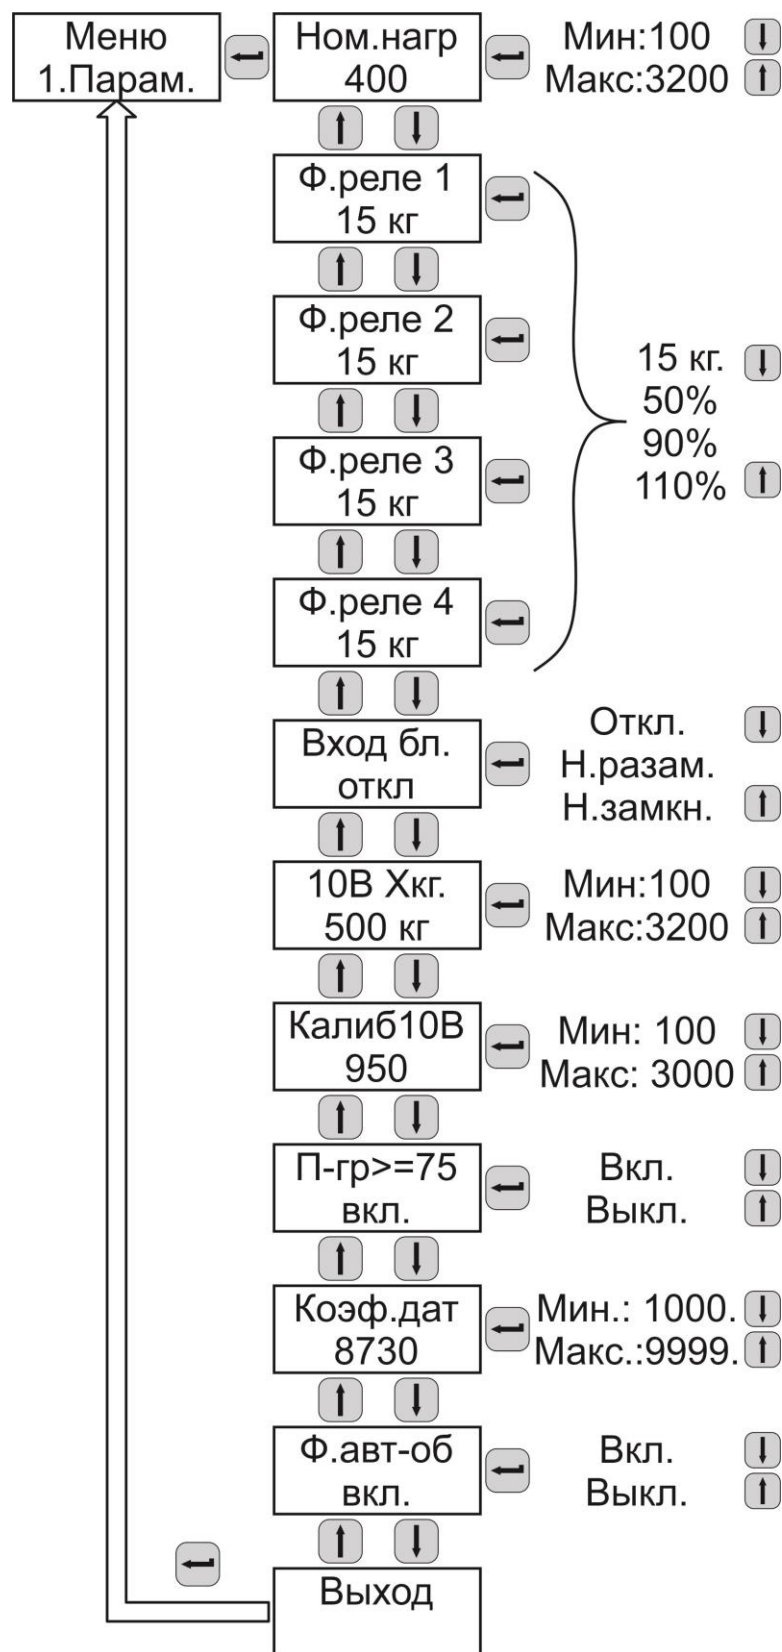 Меню
1.Парам.
Ном.нагр
400
Мин:100
Макс:3200
Ф.реле 1
15 кг
Ф.реле 2
15 кг
Ф.реле 3
15 кг
Ф.реле 4
15 кг
15 кг.
50%
90%
110%
Вход бл.
откл
Откл.
Н.разам.
Н.замкн.
10В Хкг.
500 кг
Мин:100
Макс:3200
Калиб10В
950
Мин: 100
Макс: 3000
П-гр>=75
вкл.
Вкл.
Выкл.
Коэф.дат
8730
Мин.: 1000.
Макс.:9999.
Ф.авт-об
вкл.
Вкл.
Выкл.
Выход